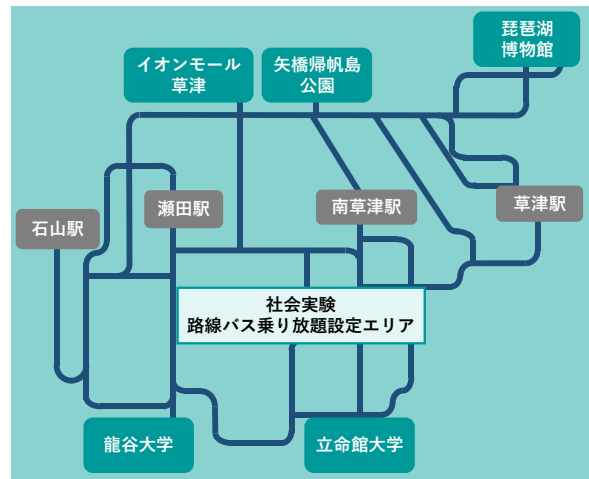 琵琶湖
博物館
イオンモール
草津
矢橋帰帆島
公園
瀬田駅
南草津駅
草津駅
石山駅
社会実験
路線バス乗り放題設定エリア
龍谷大学
立命館大学